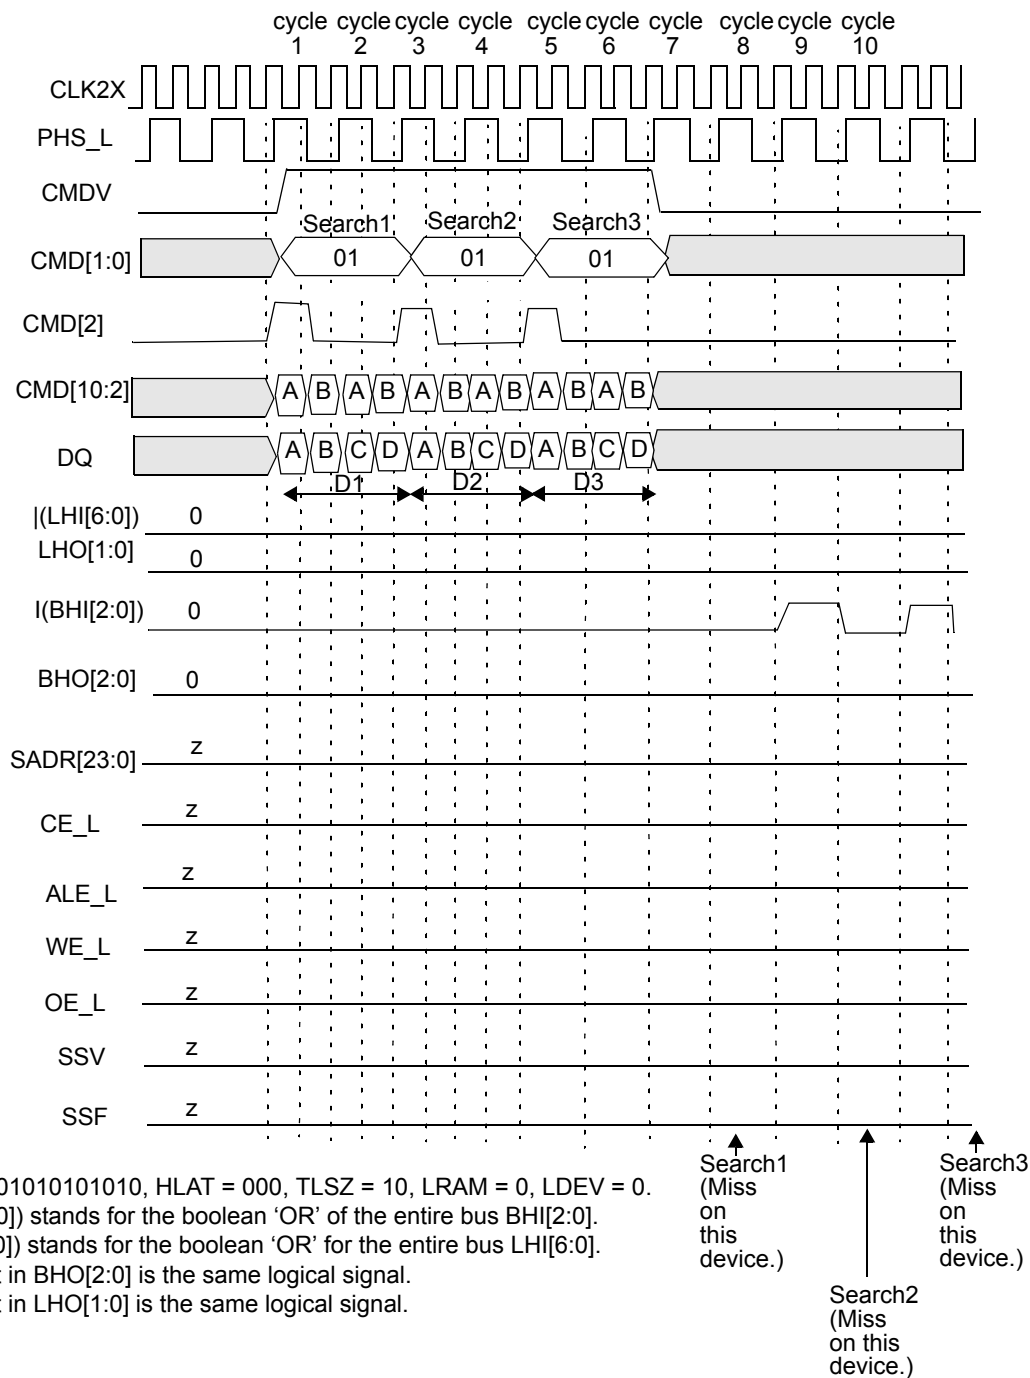 cycle cycle cycle cycle cycle cycle cycle cycle cycle cycle
1 2 3 4 5 6 7 8 9 10
CLK2X
PHS_L
CMDV
Search1 Search2 Search3
CMD[1:0] 01 01 01
CMD[2]
CMD[10:2] A B A B A B A B A B A B
DQ A B C D A B C D A B C D
D1 D2 D3
|(LHI[6:0]) 0
LHO[1:0] 0
I(BHI[2:0]) 0
BHO[2:0] 0
SADR[23:0] z
CE_L z
ALE_L z
WE_L z
OE_L z
SSV z
SSF z
01010101010, HLAT = 000, TLSZ = 10, LRAM = 0, LDEV = 0.
0]) stands for the boolean ‘OR’ of the entire bus BHI[2:0].
0]) stands for the boolean ‘OR’ for the entire bus LHI[6:0].
t in BHO[2:0] is the same logical signal.
t in LHO[1:0] is the same logical signal.
Search1
(Miss
on
this
device.)
Search2
(Miss
on this
device.)
Search3
(Miss
on
this
device.)